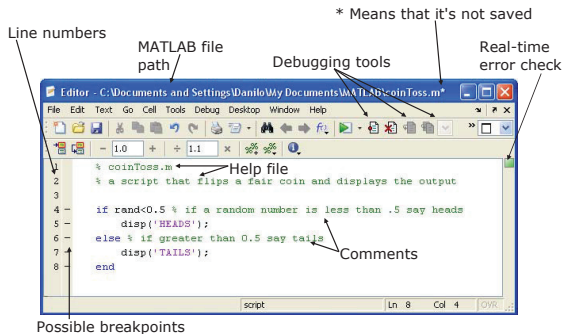 * Means that it's not saved
Line numbers
MATLAB file path
Debugging tools
Real-time error check
Editor - C:\Documents and Settings\Danilo\My Documents\MATLAB\coinToss.m*
File Edit Text Go Cell Tools Debug Desktop Window Help
- 1.0 + ÷ 1.1 ×
1 % coinToss.m
Help file
2 % a script that flips a fair coin and displays the output
3
4 - if rand<0.5 % if a random number is less than .5 say heads
5 - disp('HEADS');
6 - else % if greater than 0.5 say tails
Comments
7 - disp('TAILS');
8 - end
script Ln 8 Col 4 OVR
Possible breakpoints